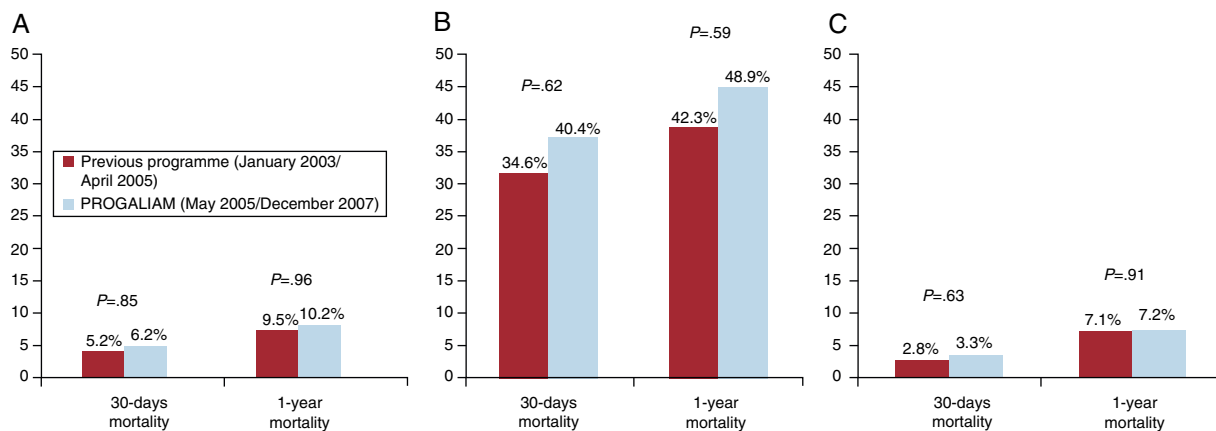 A
50
45
40
35
30
25
20
15
10
5
0
Previous programme (January 2003/
April 2005)
PROGALIAM (May 2005/December 2007)
P=.85
5.2% 6.2%
P=.96
9.5% 10.2%
30-days
mortality
1-year
mortality
B
50
45
40
35
30
25
20
15
10
5
0
P=.62
34.6% 40.4%
P=.59
42.3% 48.9%
30-days
mortality
1-year
mortality
C
50
45
40
35
30
25
20
15
10
5
0
P=.63
2.8% 3.3%
P=.91
7.1% 7.2%
30-days
mortality
1-year
mortality